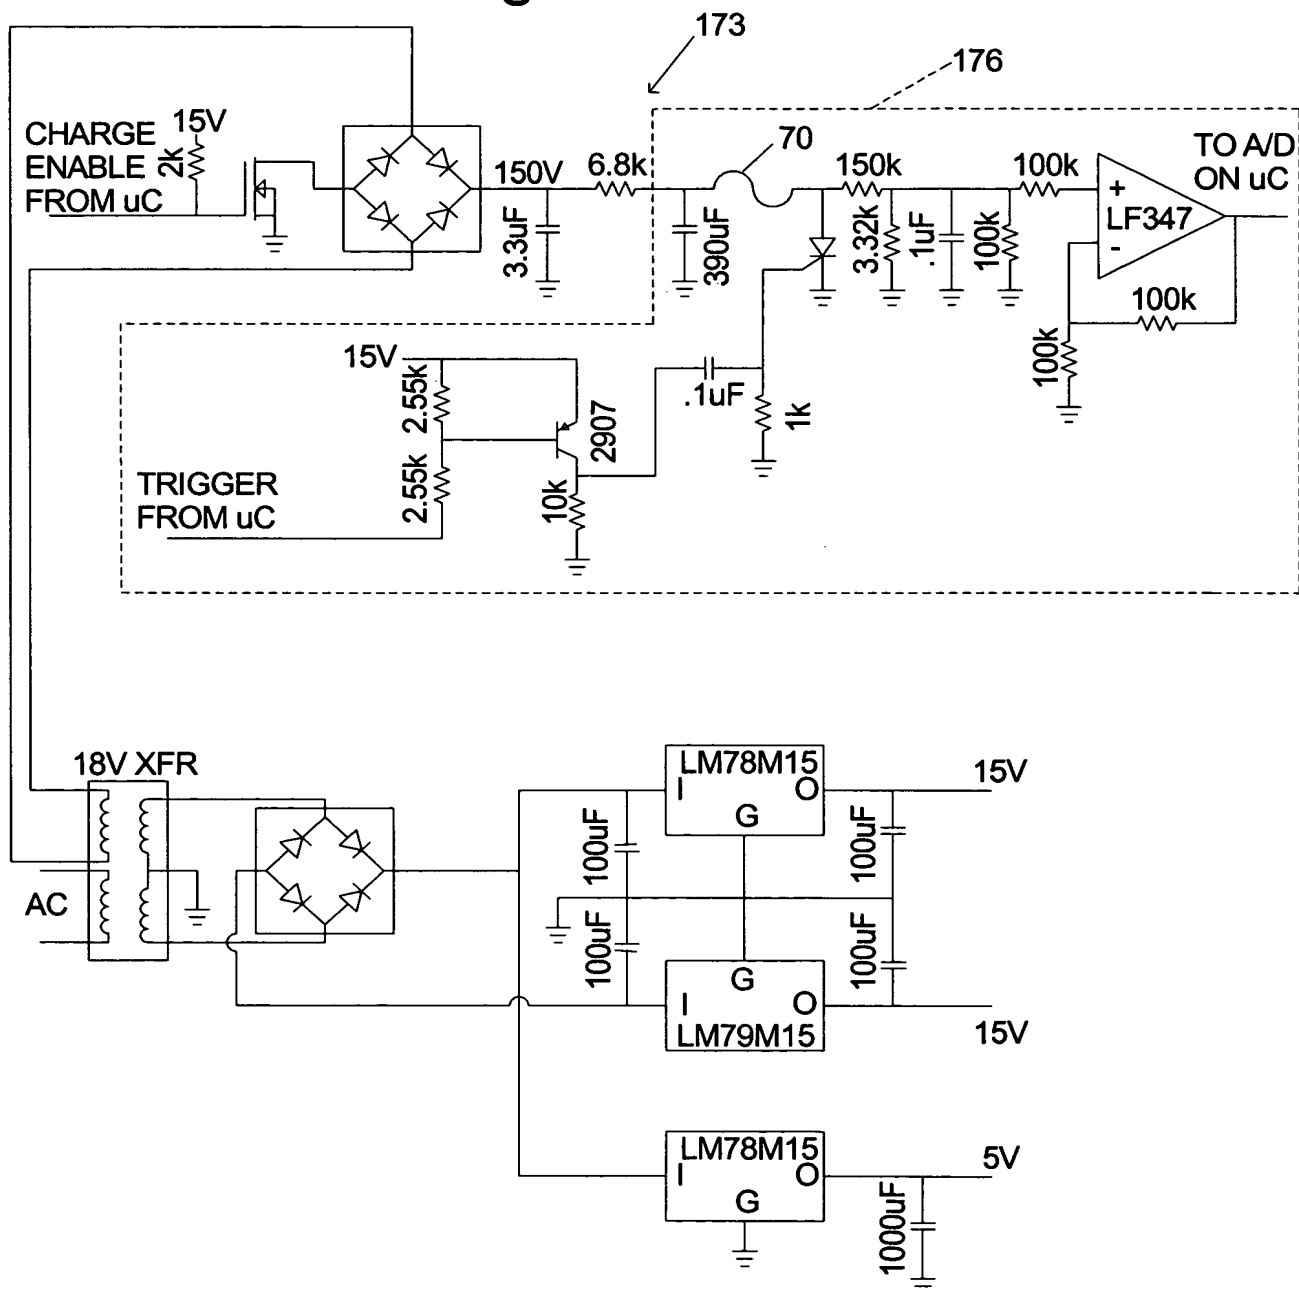 173
176
CHARGE
ENABLE
FROM uC
15V
2k
150V
6.8k
70
150k
100k
TO A/D
ON uC
+
LF347
-
3.3uF
390uF
3.32k
.1uF
100k
100k
100k
15V
2.55k
2907
.1uF
1k
2.55k
10k
TRIGGER
FROM uC
18V XFR
AC
LM78M15
I O
G
15V
100uF
100uF
100uF
100uF
G
I O
LM79M15
15V
LM78M15
I O
G
5V
1000uF